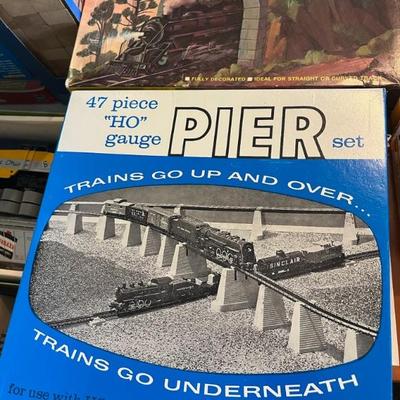 FULLY DECORATED ■ IDEAL FOR STRAIGHT OR CURVED TRACK
47 piece
"HO"
gauge
PIER
set
TRAINS GO UP AND OVER...
SINCLAIR
TRAINS GO UNDERNEATH
for use with